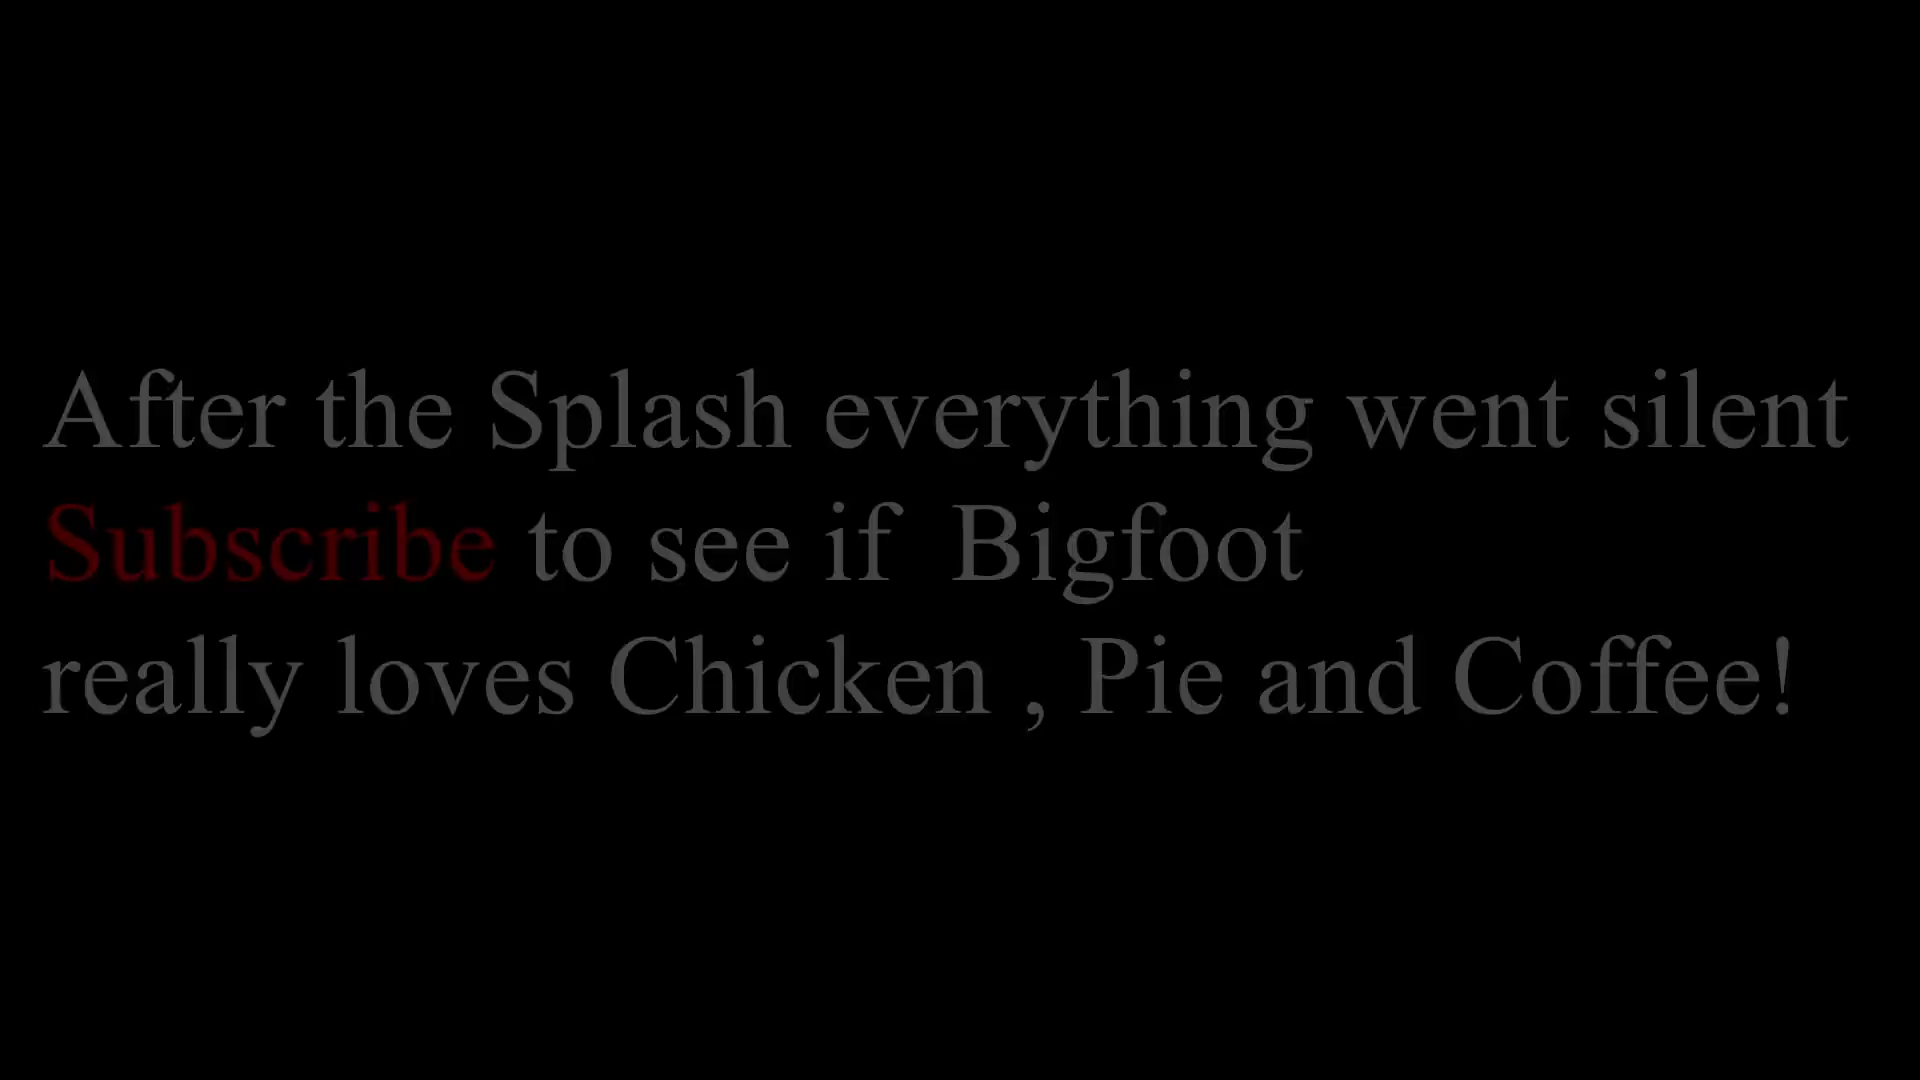 After the Splash everything went silent
Subscribe to see if  Bigfoot
really loves Chicken , Pie and Coffee!